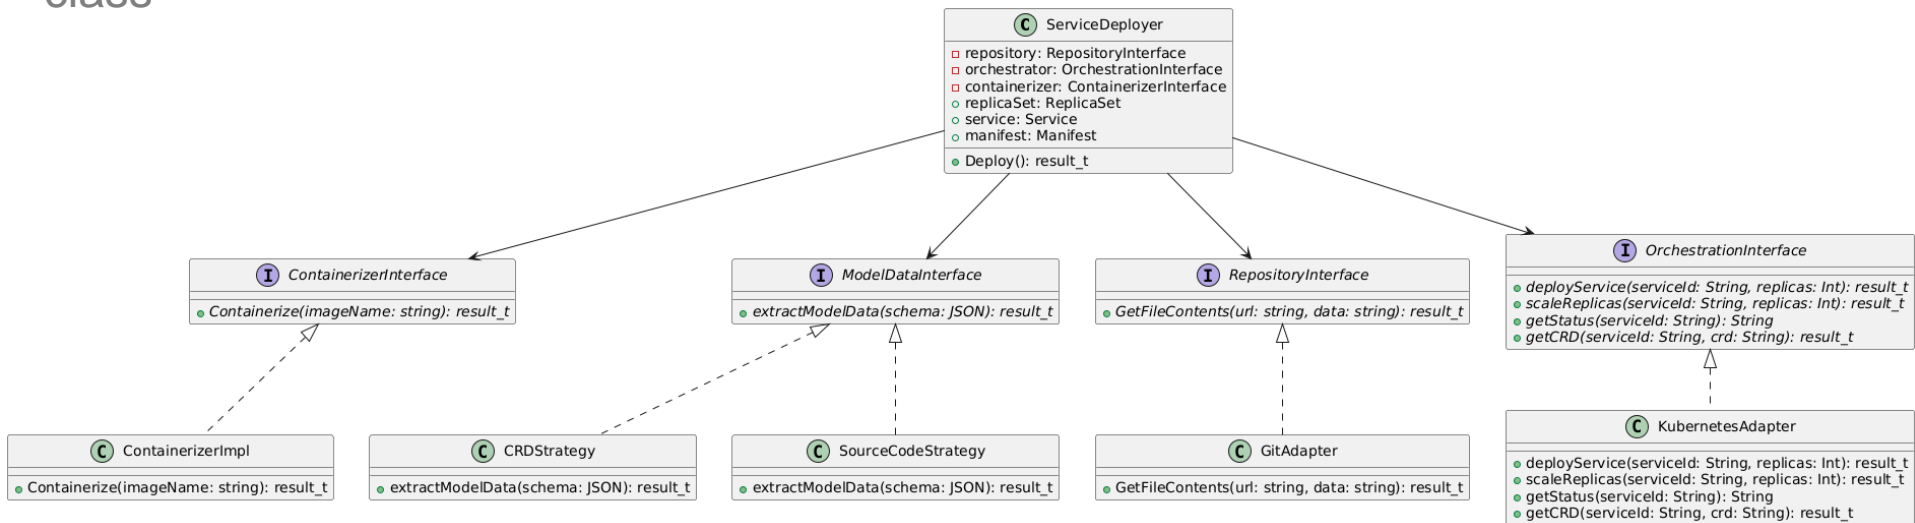 class
C ServiceDeployer
repository: RepositoryInterface
orchestrator: OrchestrationInterface
containerizer: ContainerizerInterface
replicaSet: ReplicaSet
service: Service
manifest: Manifest
Deploy(): result_t
I ContainerizerInterface
Containerize(imageName: string): result_t
I ModelDataInterface
extractModelData(schema: JSON): result_t
I RepositoryInterface
GetFileContents(url: string, data: string): result_t
I OrchestrationInterface
deployService(serviceId: String, replicas: Int): result_t
scaleReplicas(serviceId: String, replicas: Int): result_t
getStatus(serviceId: String): String
getCRD(serviceId: String, crd: String): result_t
C ContainerizerImpl
Containerize(imageName: string): result_t
C CRDStrategy
extractModelData(schema: JSON): result_t
C SourceCodeStrategy
extractModelData(schema: JSON): result_t
C GitAdapter
GetFileContents(url: string, data: string): result_t
C KubernetesAdapter
deployService(serviceId: String, replicas: Int): result_t
scaleReplicas(serviceId: String, replicas: Int): result_t
getStatus(serviceId: String): String
getCRD(serviceId: String, crd: String): result_t